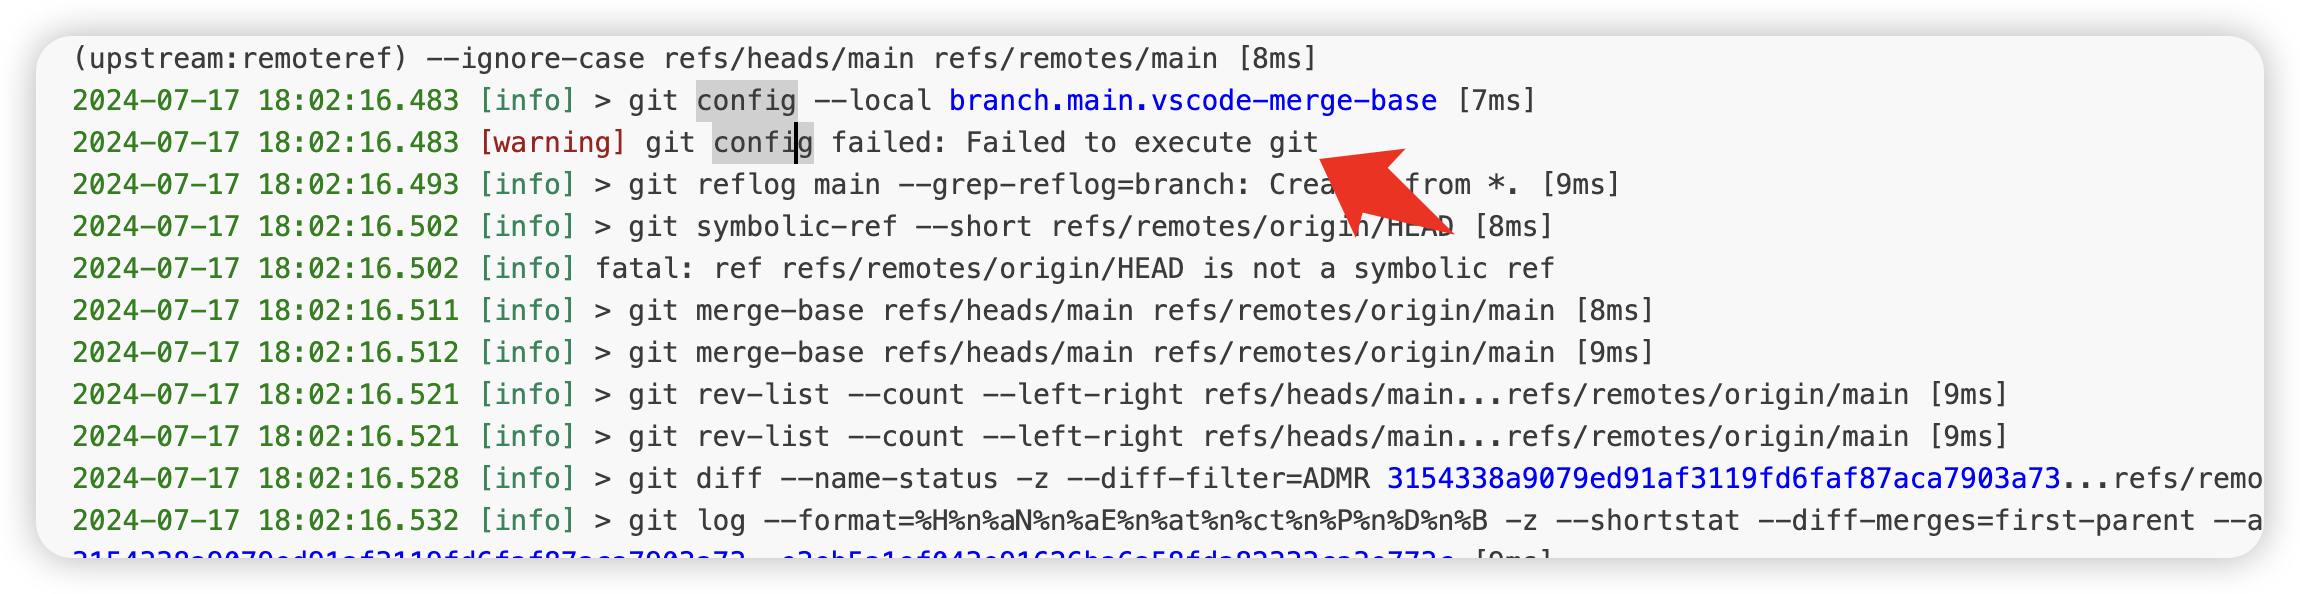 (upstream:remoteref) --ignore-case refs/heads/main refs/remotes/main [8ms]
2024-07-17 18:02:16.483 [info] > git config --local branch.main.vscode-merge-base [7ms]
2024-07-17 18:02:16.483 [warning] git config failed: Failed to execute git
2024-07-17 18:02:16.493 [info] > git reflog main --grep-reflog=branch: from *. [9ms]
2024-07-17 18:02:16.502 [info] > git symbolic-ref --short refs/remotes/origin/HEAD [8ms]
2024-07-17 18:02:16.502 [info] fatal: ref refs/remotes/origin/HEAD is not a symbolic ref
2024-07-17 18:02:16.511 [info] > git merge-base refs/heads/main refs/remotes/origin/main [8ms]
2024-07-17 18:02:16.512 [info] > git merge-base refs/heads/main refs/remotes/origin/main [9ms]
2024-07-17 18:02:16.521 [info] > git rev-list --count --left-right refs/heads/main...refs/remotes/origin/main [9ms]
2024-07-17 18:02:16.521 [info] > git rev-list --count --left-right refs/heads/main...refs/remotes/origin/main [9ms]
2024-07-17 18:02:16.528 [info] > git diff --name-status -z --diff-filter=ADMR 3154338a9079ed91af3119fd6faf87aca7903a73...refs/remo
2024-07-17 18:02:16.532 [info] > git log --format=%H%n%aN%n%aE%n%at%n%ct%n%P%n%D%n%B -z --shortstat --diff-merges=first-parent --a